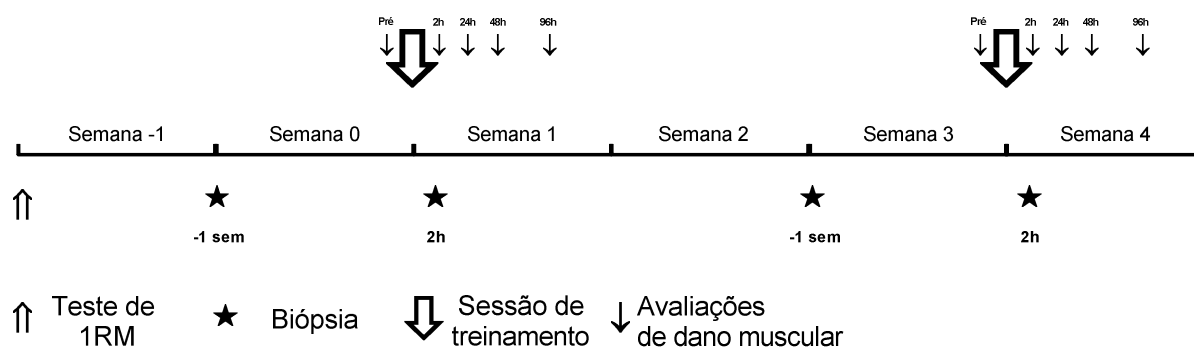 Pré 2h 24h 48h 96h Pré 2h 24h 48h 96h
Semana -1 Semana 0 Semana 1 Semana 2 Semana 3 Semana 4
-1 sem 2h -1 sem 2h
Teste de 1RM
Biópsia
Sessão de treinamento
Avaliações de dano muscular